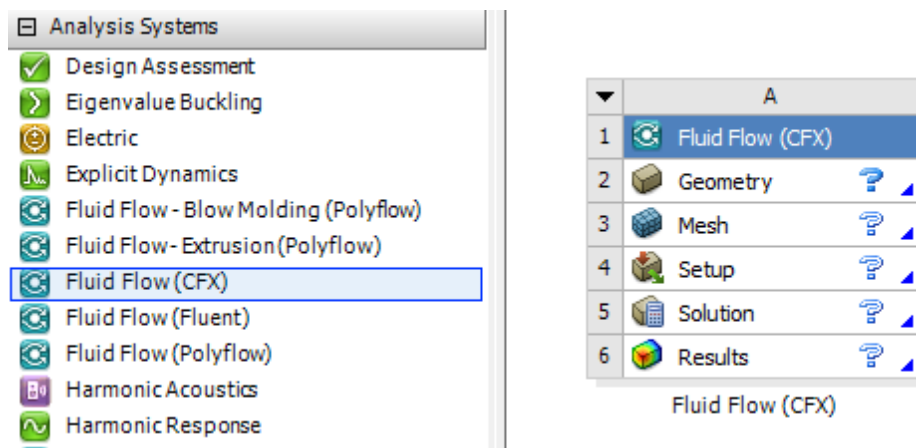 Analysis Systems
Design Assessment
Eigenvalue Buckling
Electric
Explicit Dynamics
Fluid Flow - Blow Molding (Polyflow)
Fluid Flow - Extrusion (Polyflow)
Fluid Flow (CFX)
Fluid Flow (Fluent)
Fluid Flow (Polyflow)
Harmonic Acoustics
Harmonic Response
A
1 Fluid Flow (CFX)
2 Geometry ?
3 Mesh ?
4 Setup ?
5 Solution ?
6 Results ?
Fluid Flow (CFX)